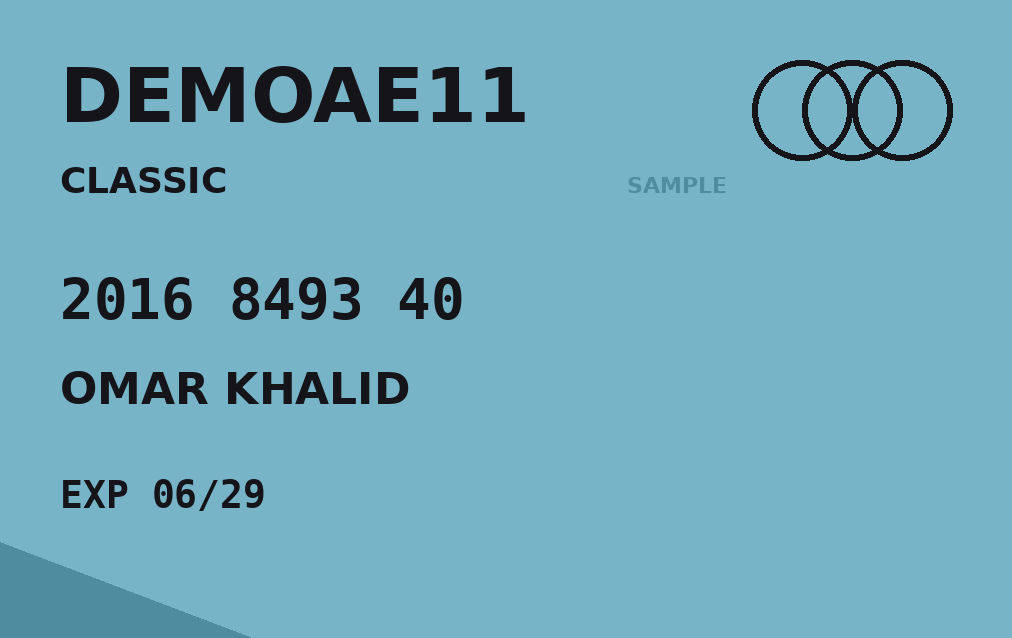 DEMOAE11
CLASSIC
SAMPLE
2016 8493 40
OMAR KHALID
EXP 06/29